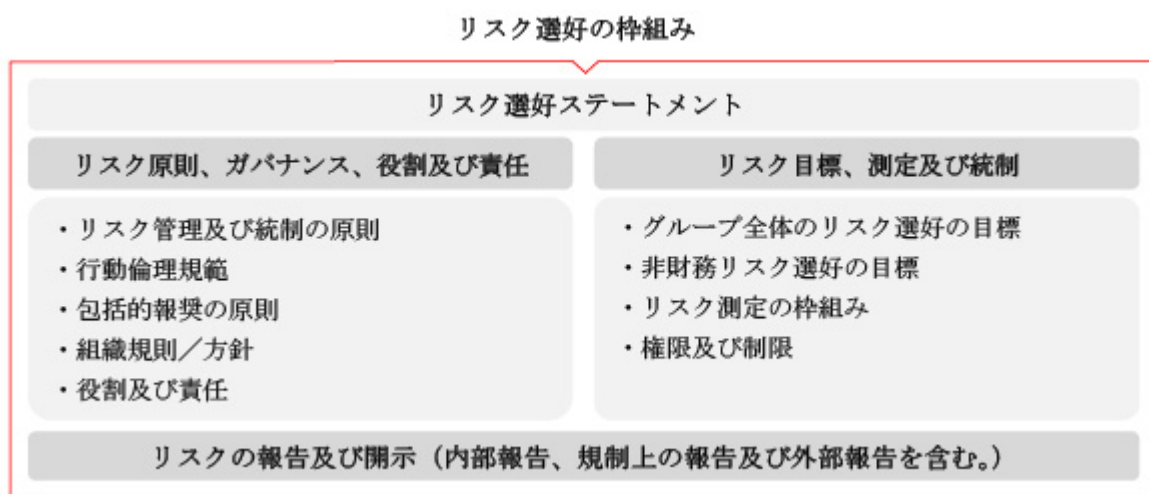 リスク選好の枠組み
リスク選好ステートメント
リスク原則、ガバナンス、役割及び責任
・リスク管理及び統制の原則
・行動倫理規範
・包括的報奨の原則
・組織規則／方針
・役割及び責任
リスク目標、測定及び統制
・グループ全体のリスク選好の目標
・非財務リスク選好の目標
・リスク測定の枠組み
・権限及び制限
リスクの報告及び開示（内部報告、規制上の報告及び外部報告を含む。）